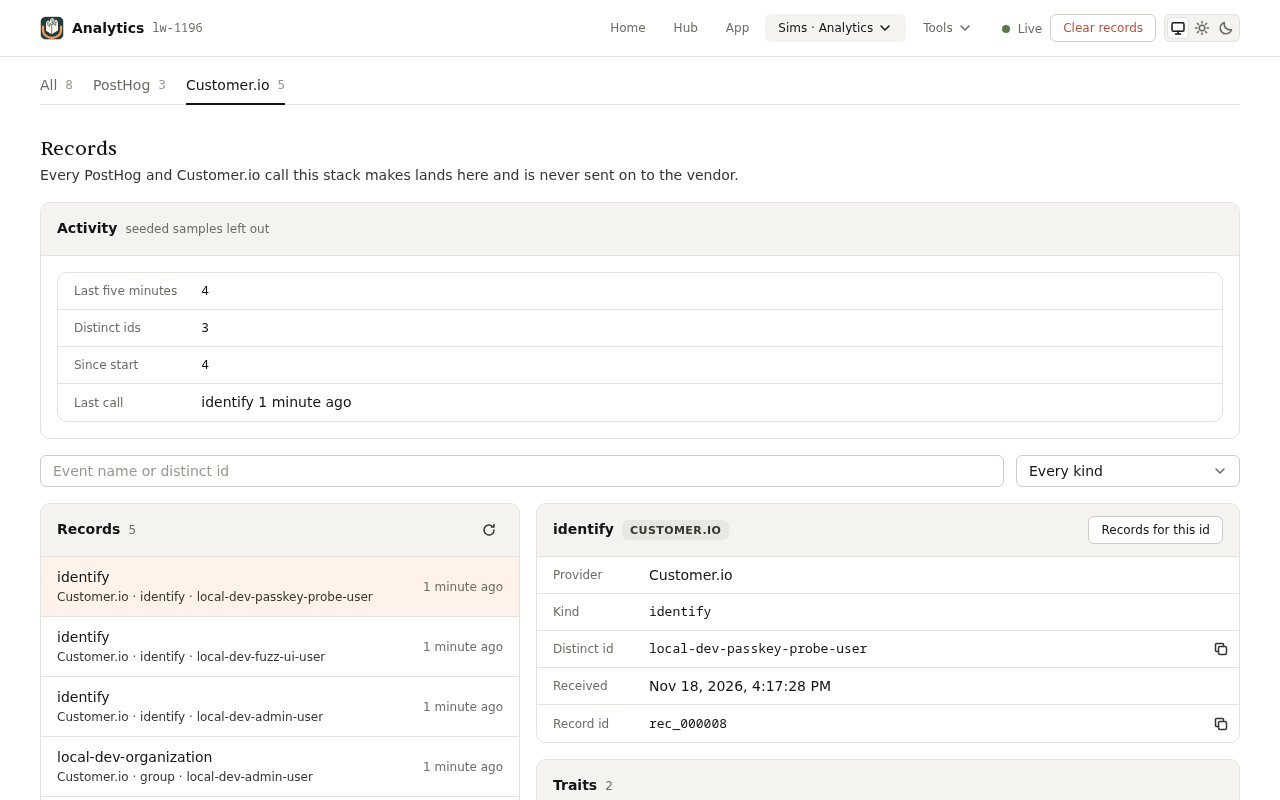 Analytics lw-1196
Home Hub App Sims · Analytics Tools Live Clear records
All 8 PostHog 3 Customer.io 5
Records
Every PostHog and Customer.io call this stack makes lands here and is never sent on to the vendor.
Activity seeded samples left out
Last five minutes 4
Distinct ids 3
Since start 4
Last call identify 1 minute ago
Event name or distinct id
Every kind
Records 5
identify
Customer.io · identify · local-dev-passkey-probe-user
1 minute ago
identify
Customer.io · identify · local-dev-fuzz-ui-user
1 minute ago
identify
Customer.io · identify · local-dev-admin-user
1 minute ago
local-dev-organization
Customer.io · group · local-dev-admin-user
1 minute ago
identify CUSTOMER.IO Records for this id
Provider Customer.io
Kind identify
Distinct id local-dev-passkey-probe-user
Received Nov 18, 2026, 4:17:28 PM
Record id rec_000008
Traits 2